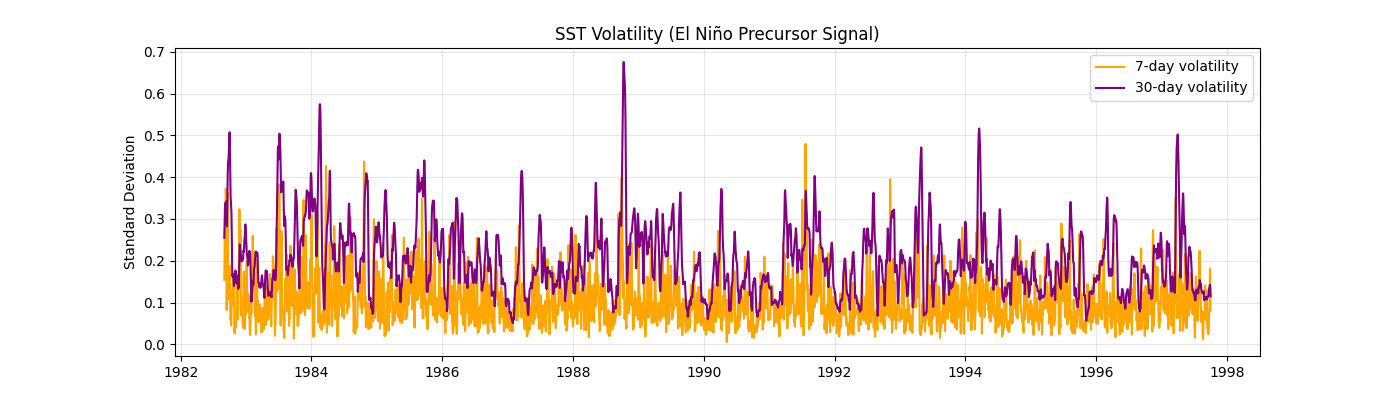 SST Volatility (El Niño Precursor Signal)
0.7
0.6
0.5
0.4
0.3
0.2
0.1
0.0
Standard Deviation
7-day volatility
30-day volatility
1982 1984 1986 1988 1990 1992 1994 1996 1998